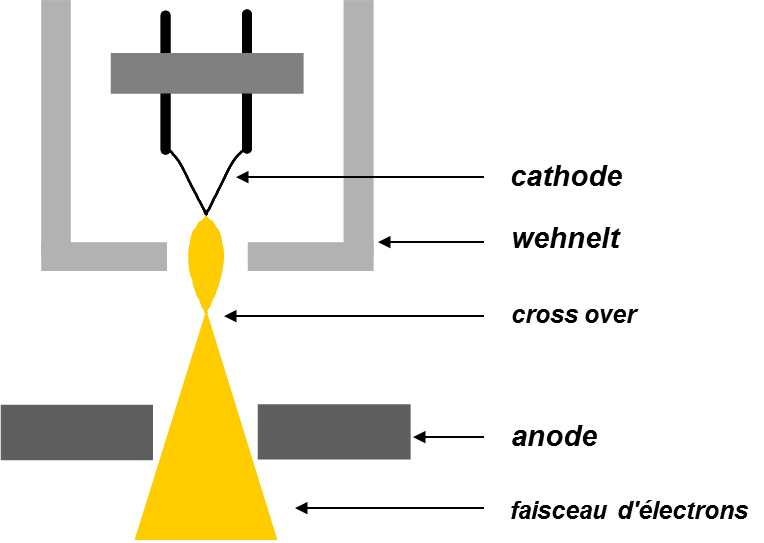 cathode
wehnelt
cross over
anode
faisceau d'électrons